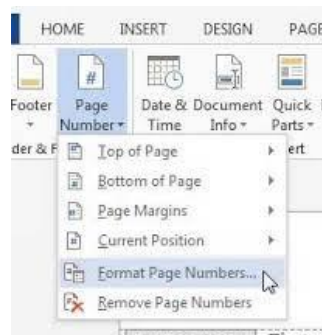 HOME INSERT DESIGN PAGE
Footer Page Number Date & Time Document Info Quick Parts
der & F ert
Top of Page
Bottom of Page
Page Margins
Current Position
Format Page Numbers...
Remove Page Numbers